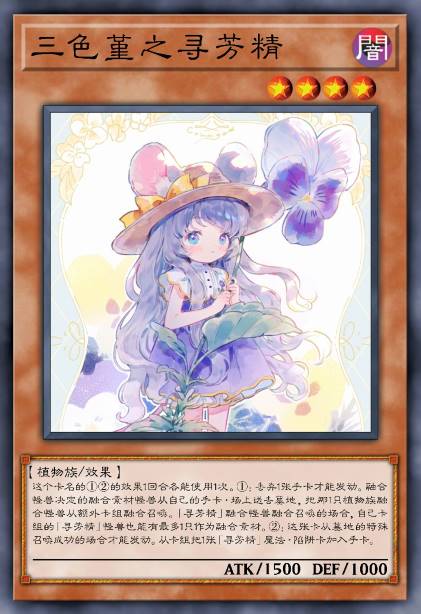 三色堇之寻芳精
闇
【植物族/效果】
这个卡名的①②的效果1回合各能使用1次。①：丢弃1张手卡才能发动。融合
怪兽决定的融合素材怪兽从自己的手卡·场上送去墓地，把那1只植物族融
合怪兽从额外卡组融合召唤。「寻芳精」融合怪兽融合召唤的场合，自己卡
组的「寻芳精」怪兽也能有最多1只作为融合素材。②：这张卡从墓地的特殊
召唤成功的场合才能发动。从卡组把1张「寻芳精」魔法·陷阱卡加入手卡。
ATK/1500 DEF/1000